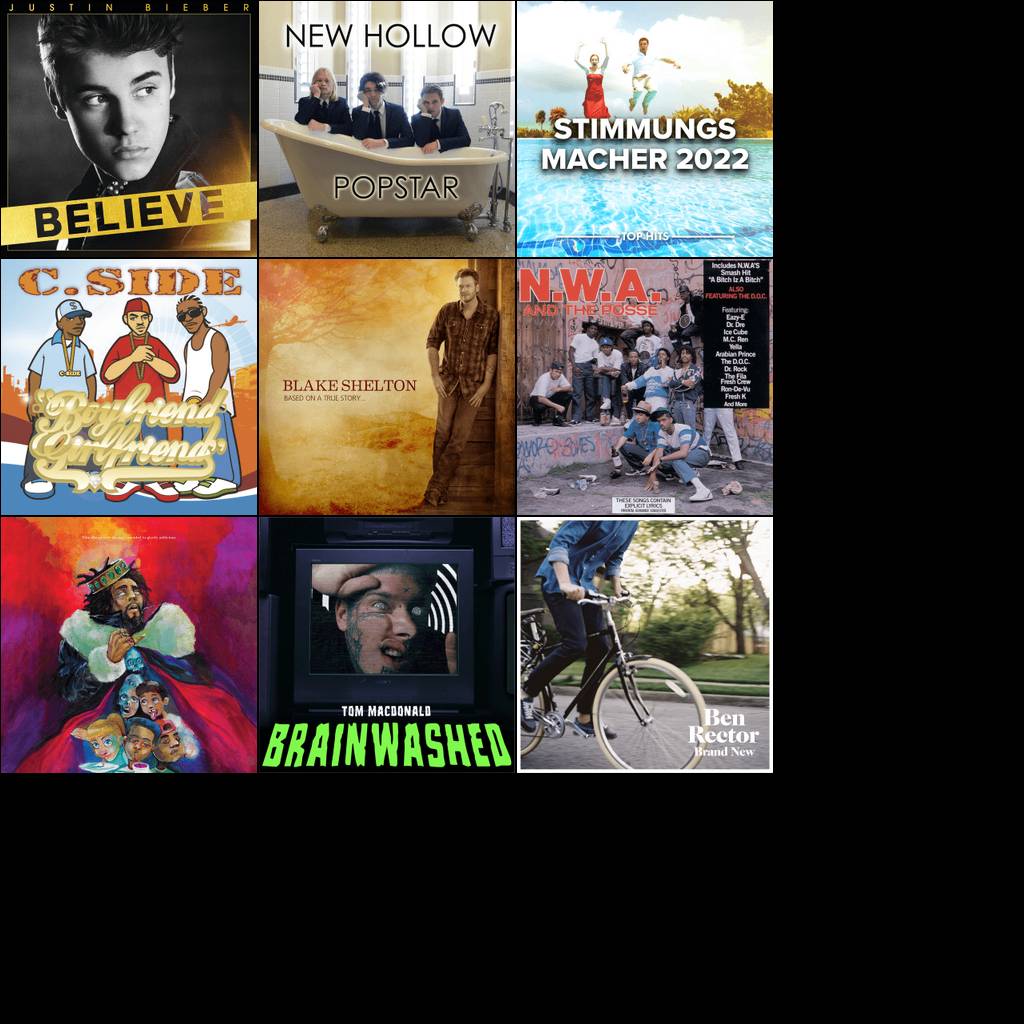 JUSTIN BIEBER
BELIEVE
NEW HOLLOW
POPSTAR
STIMMUNGS
MACHER 2022
TOP HITS
C.SIDE
C-SIDE
"Boyfriend
Girlfriend"
BLAKE SHELTON
BASED ON A TRUE STORY...
N.W.A.
AND THE POSSE
Includes N.W.A'S
Smash Hit
"A Bitch Iz A Bitch"
ALSO
FEATURING THE D.O.C.
Featuring:
Eazy-E
Dr. Dre
Ice Cube
M.C. Ren
Yella
Arabian Prince
The D.O.C.
Dr. Rock
The Fila
Fresh Crew
Ron-De-Vu
Fresh K
And More
THESE SONGS CONTAIN
EXPLICIT LYRICS
TOM MACDONALD
BRAINWASHED
Ben
Rector
Brand New